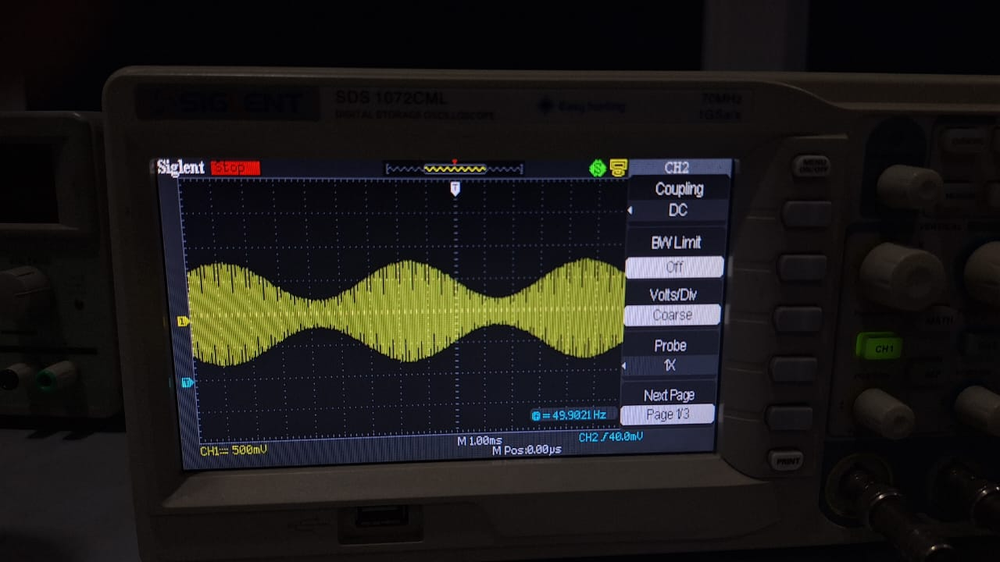 SIGLENT
SDS 1072CML
DIGITAL STORAGE OSCILLOSCOPE
Easy hunting
70MHz
1GSa/s
Siglent Stop
CH2
T
Coupling
DC
MENU
ON/OFF
BW Limit
Off
Volts/Div
Coarse
Probe
1X
Next Page
Page 1/3
= 49.9021 Hz
CH1 500mV
M 1.00ms
M Pos:0.00µs
CH2 40.0mV
CH1
MATH
VERTICAL
PRINT